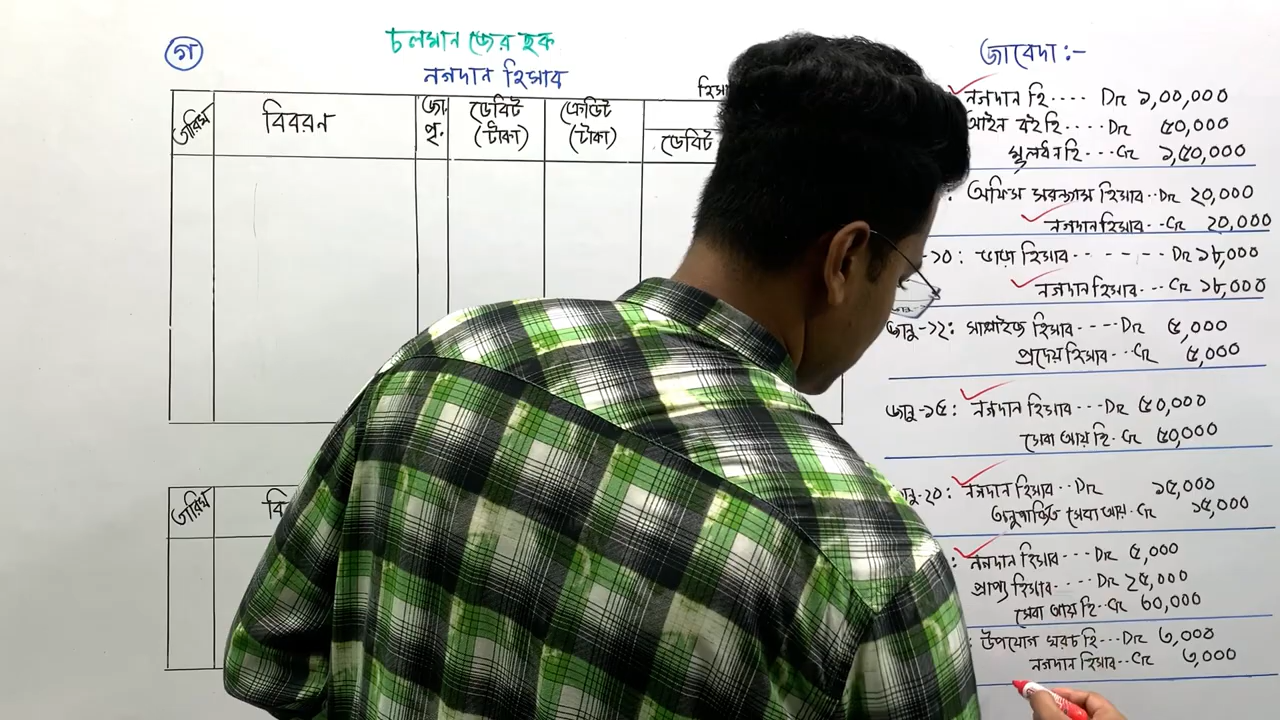 গ
চলমান জের ছক
নগদান হিসাব
তারিখ বিবরণ জা: পৃ. ডেবিট (টাকা) ক্রেডিট (টাকা)
ডেবিট
তারিখ বি
জাবেদা :-
নগদান হি.... Dr ১,০০,০০০
আইন বই হি.....Dr ৫০,০০০
মূলধন হি ...Cr ১,৫০,০০০
: অফিস সরঞ্জাম হিসাব..Dr ২০,০০০
নগদান হিসাব...Cr ২০,০০০
-১০: ভাড়া হিসাব - - - - - - Dr ১৮,০০০
নগদান হিসাব... Cr ১৮,০০০
জানু-১২: সাপ্লাইজ হিসাব ----Dr ৫,০০০
প্রদেয় হিসাব ..Cr ৫,০০০
জানু-১৫: নগদান হিসাব ...Dr ৫০,০০০
সেবা আয় হি. Cr ৫০,০০০
জানু-২০: নগদান হিসাব...Dr ১৫,০০০
অনুপার্জিত সেবা আয়. Cr ১৫,০০০
: নগদান হিসাব....Dr ৫,০০০
প্রাপ্য হিসাব.....Dr ২৫,০০০
সেবা আয় হি..Cr ৩০,০০০
: উপযোগ খরচ হি...Dr ৩,০০০
নগদান হিসাব..Cr ৩,০০০